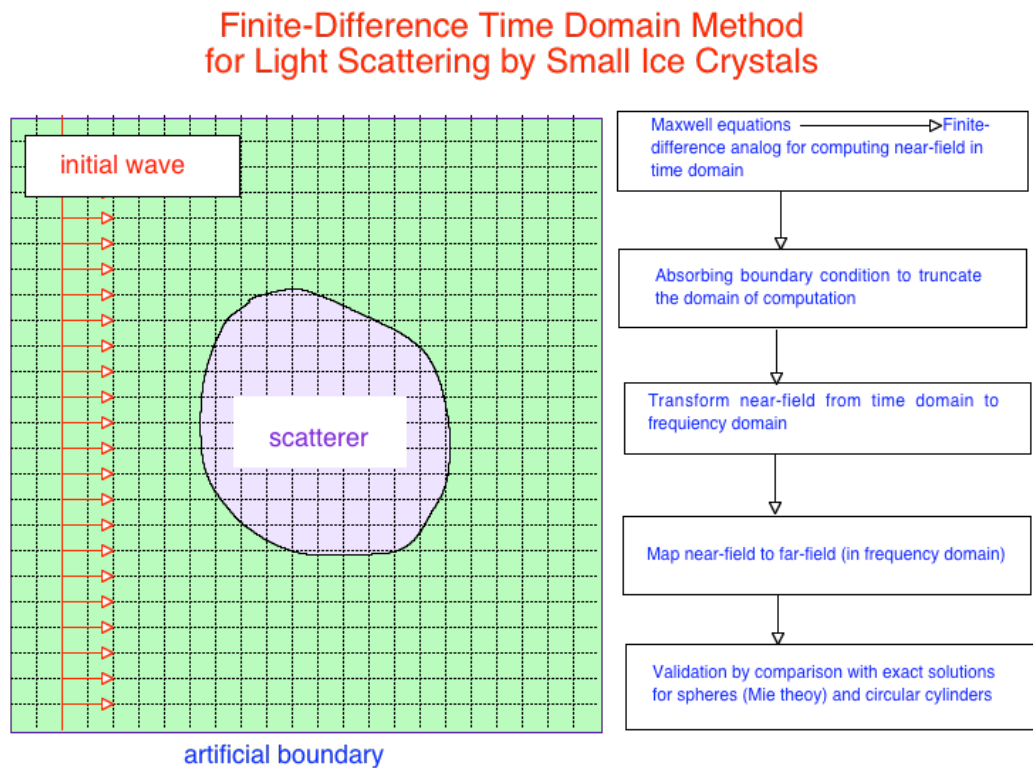 Finite-Difference Time Domain Method
for Light Scattering by Small Ice Crystals
initial wave
scatterer
artificial boundary
Maxwell equations Finite-
difference analog for computing near-field in
time domain
Absorbing boundary condition to truncate
the domain of computation
Transform near-field from time domain to
frequiency domain
Map near-field to far-field (in frequency domain)
Validation by comparison with exact solutions
for spheres (Mie theoy) and circular cylinders